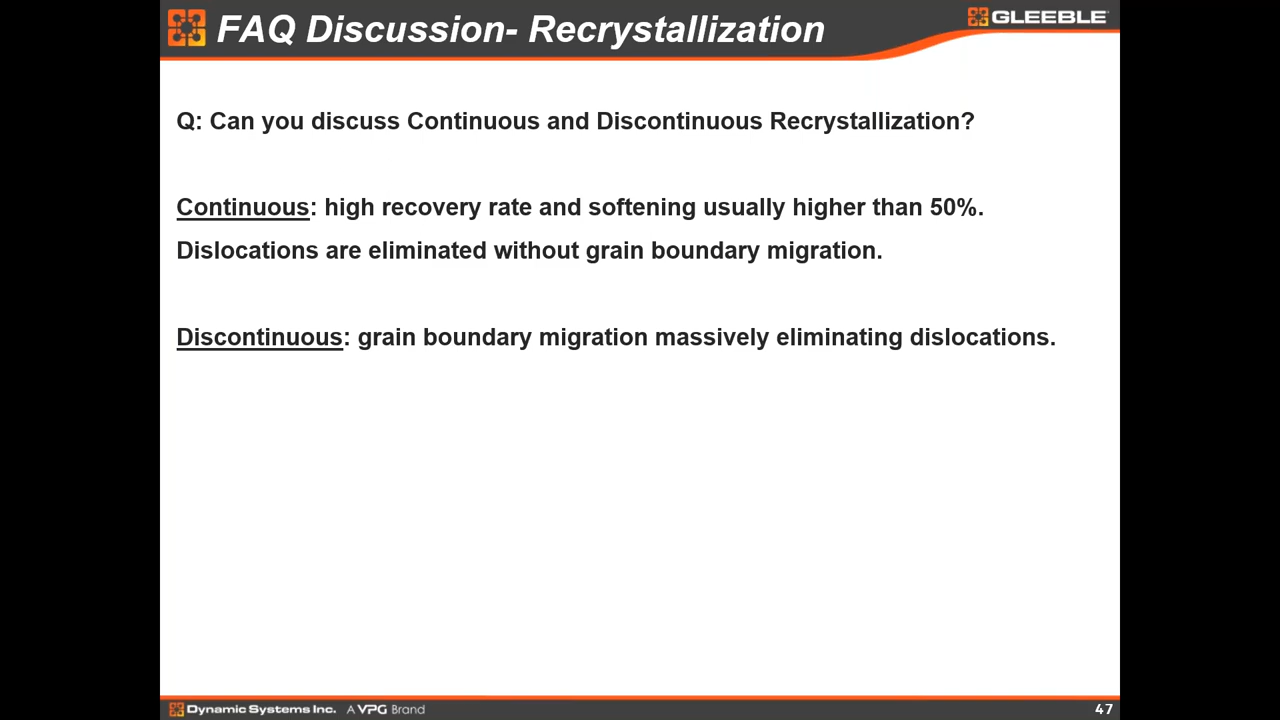 FAQ Discussion- Recrystallization
GLEEBLE
Q: Can you discuss Continuous and Discontinuous Recrystallization?
Continuous: high recovery rate and softening usually higher than 50%.
Dislocations are eliminated without grain boundary migration.
Discontinuous: grain boundary migration massively eliminating dislocations.
Dynamic Systems Inc. A VPG Brand
47